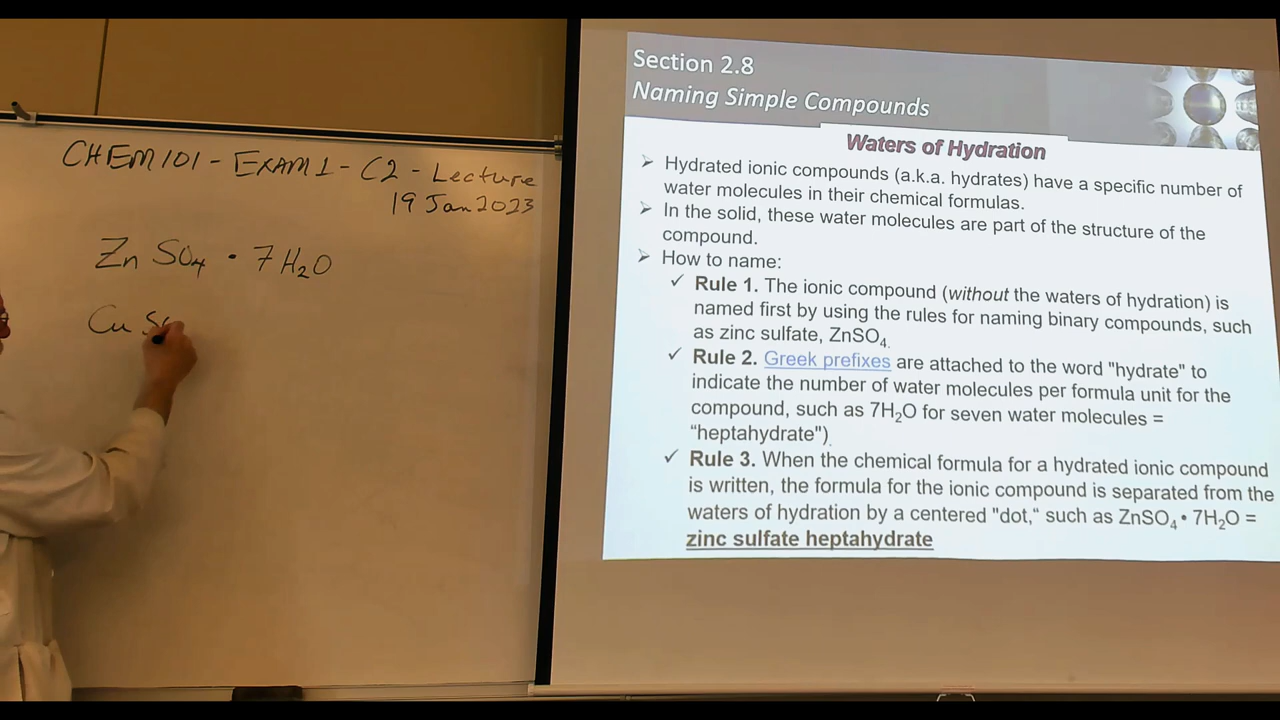 CHEM 101 - EXAM 1 - C2 - Lecture
19 Jan 2023
ZnSO₄ • 7H₂O
Cu
Section 2.8
Naming Simple Compounds
Waters of Hydration
➢ Hydrated ionic compounds (a.k.a. hydrates) have a specific number of
water molecules in their chemical formulas.
➢ In the solid, these water molecules are part of the structure of the
compound.
➢ How to name:
✓ Rule 1. The ionic compound (without the waters of hydration) is
named first by using the rules for naming binary compounds, such
as zinc sulfate, ZnSO₄.
✓ Rule 2. Greek prefixes are attached to the word "hydrate" to
indicate the number of water molecules per formula unit for the
compound, such as 7H₂O for seven water molecules =
“heptahydrate").
✓ Rule 3. When the chemical formula for a hydrated ionic compound
is written, the formula for the ionic compound is separated from the
waters of hydration by a centered "dot,“ such as ZnSO₄ • 7H₂O =
zinc sulfate heptahydrate